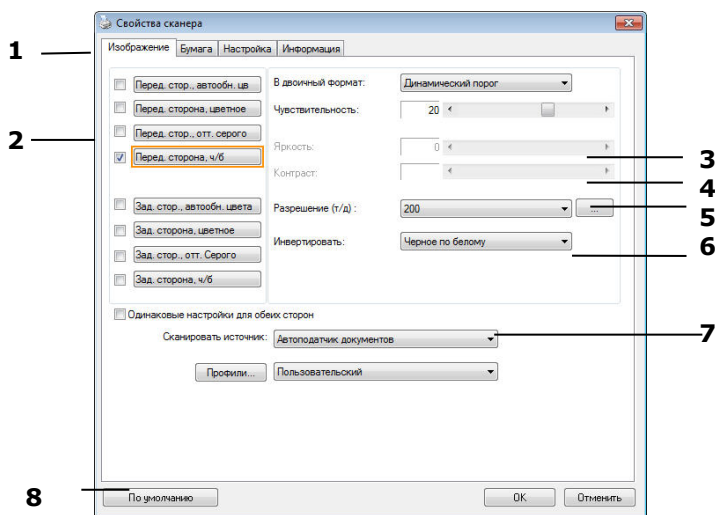 Свойства сканера
1
Изображение Бумага Настройка Информация
Перед. стор., автообн. цв
В двоичный формат: Динамический порог
Перед. сторона, цветное
Чувствительность: 20
2
Перед. стор., отт. серого
Яркость: 0
3
Перед. сторона, ч/б
Контраст:
4
Зад. стор., автообн. цвета
Разрешение (т/д) : 200 ...
5
Зад. сторона, цветное
Инвертировать: Черное по белому
6
Зад. стор., отт. Серого
Зад. сторона, ч/б
Одинаковые настройки для обеих сторон
Сканировать источник: Автоподатчик документов
7
Профили... Пользовательский
8
По умолчанию OK Отменить